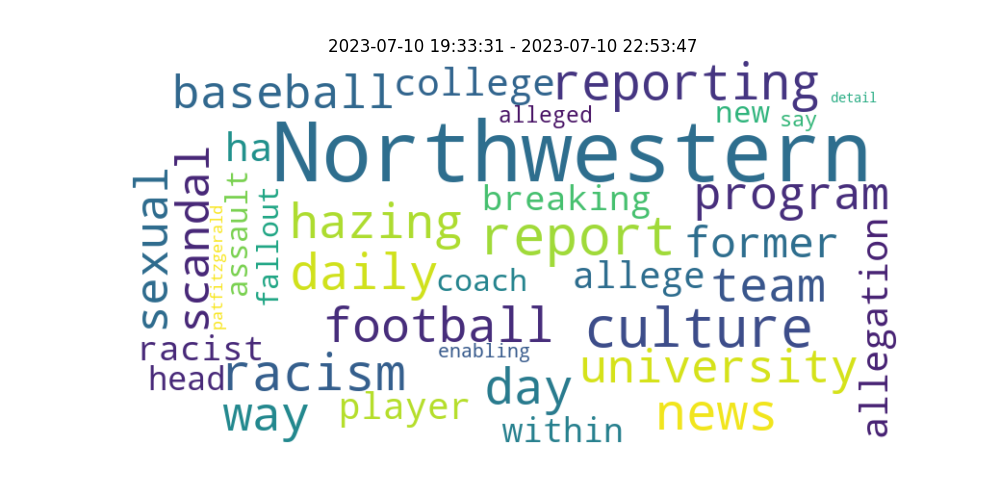 2023-07-10 19:33:31 - 2023-07-10 22:53:47
baseball
college
reporting
detail
alleged
new
say
ha
Northwestern
sexual
scandal
assault
fallout
patfitzgerald
breaking
program
hazing
report
former
daily
coach
allege
team
allegation
football
culture
racist
enabling
head
racism
university
day
way
player
news
within